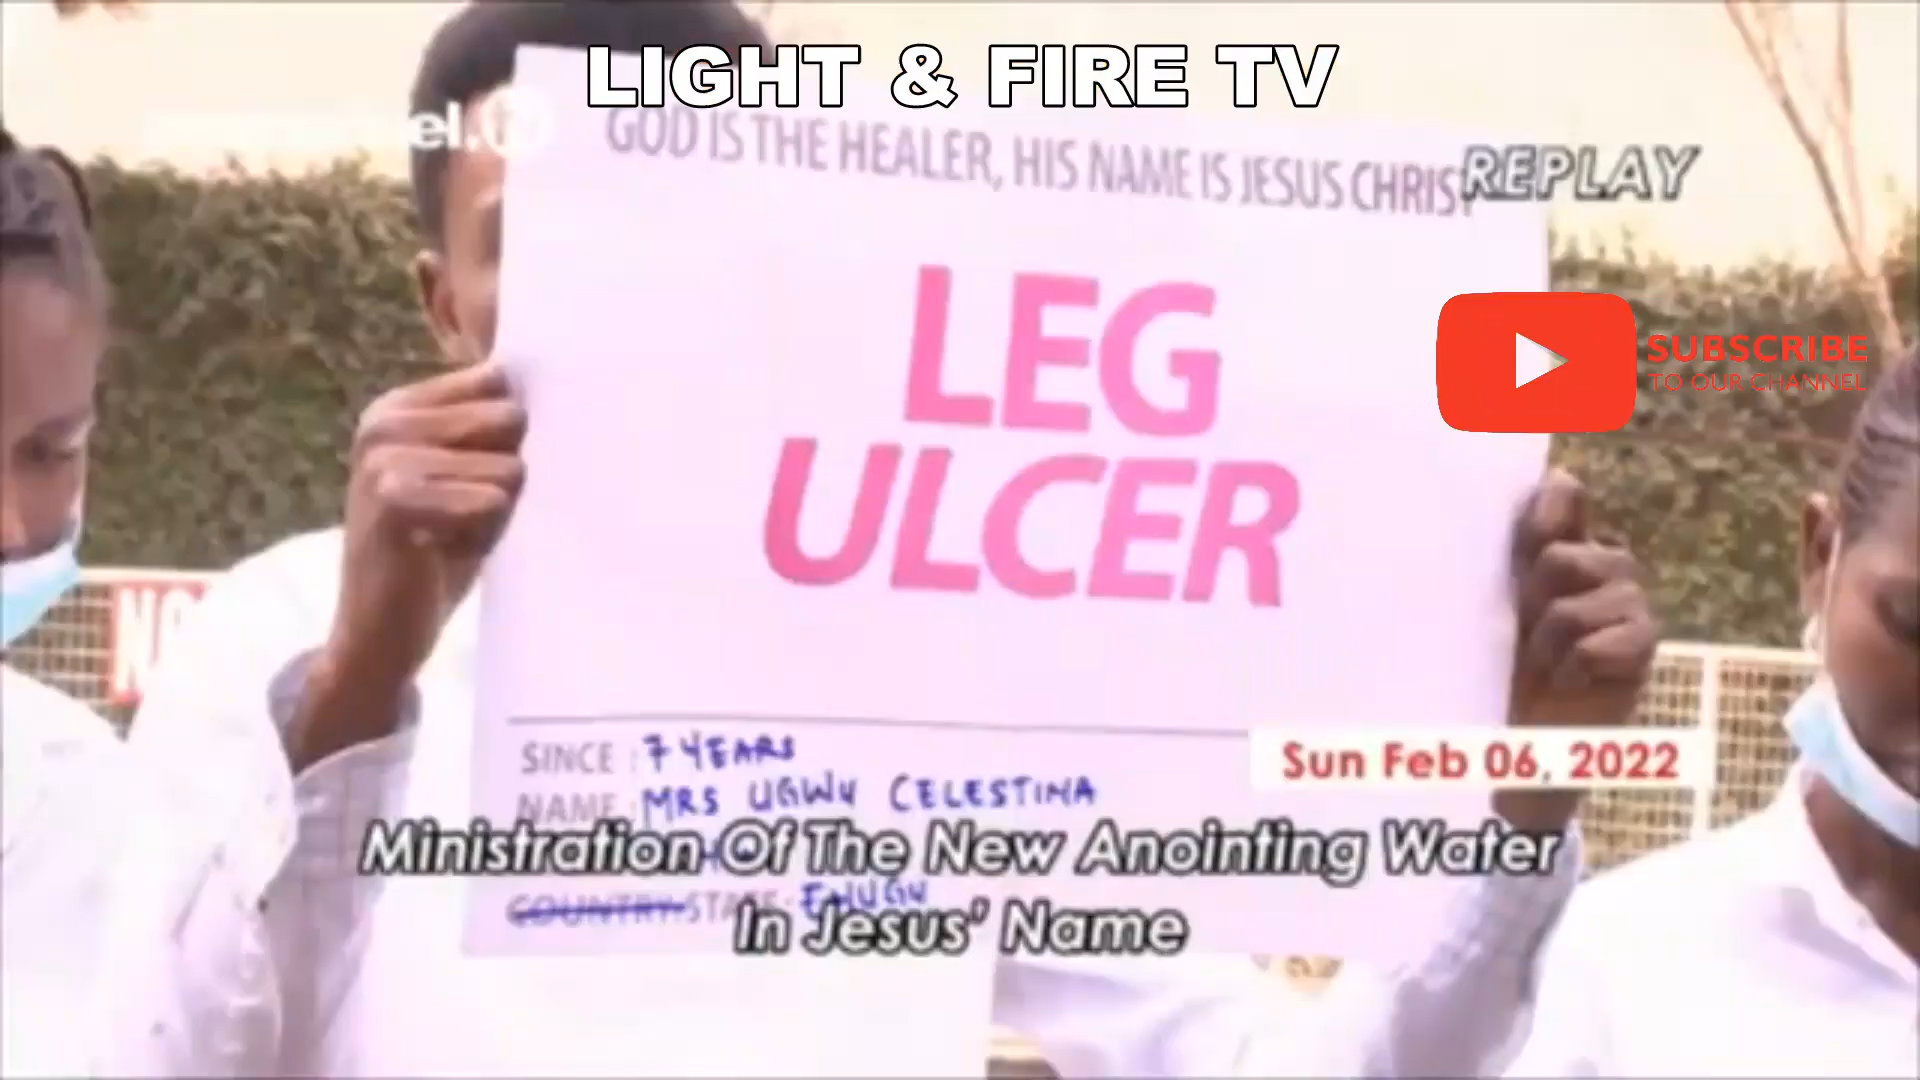 LIGHT & FIRE TV
el.
GOD IS THE HEALER, HIS NAME IS JESUS CHRIST
REPLAY
LEG
ULCER
SUBSCRIBE
TO OUR CHANNEL
SINCE : 7 YEARS
Sun Feb 06, 2022
NAME : MRS UGWU CELESTINA
Ministration Of The New Anointing Water
COUNTRY STATE: ENUGU
In Jesus' Name